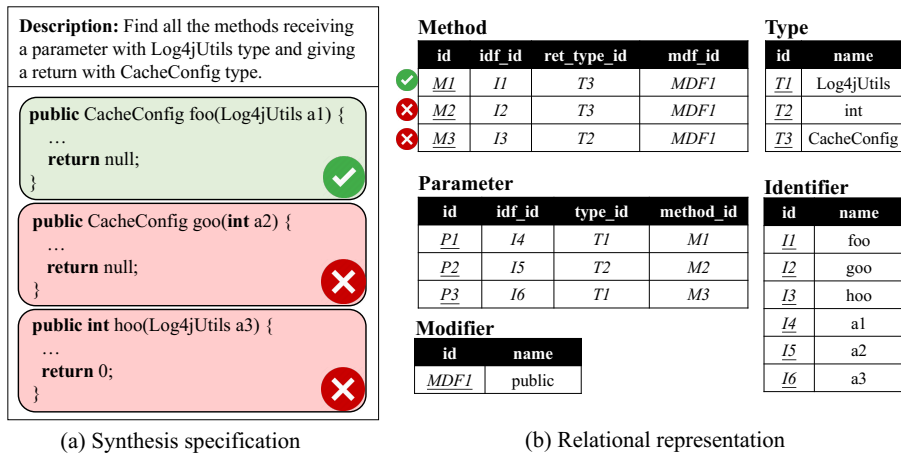 Description: Find all the methods receiving
a parameter with Log4jUtils type and giving
a return with CacheConfig type.
public CacheConfig foo(Log4jUtils a1) {
…
return null;
}
public CacheConfig goo(int a2) {
…
return null;
}
public int hoo(Log4jUtils a3) {
…
return 0;
}
(a) Synthesis specification
Method
id idf_id ret_type_id mdf_id
M1 I1 T3 MDF1
M2 I2 T3 MDF1
M3 I3 T2 MDF1
Type
id name
T1 Log4jUtils
T2 int
T3 CacheConfig
Parameter
id idf_id type_id method_id
P1 I4 T1 M1
P2 I5 T2 M2
P3 I6 T1 M3
Identifier
id name
I1 foo
I2 goo
I3 hoo
I4 a1
I5 a2
I6 a3
Modifier
id name
MDF1 public
(b) Relational representation